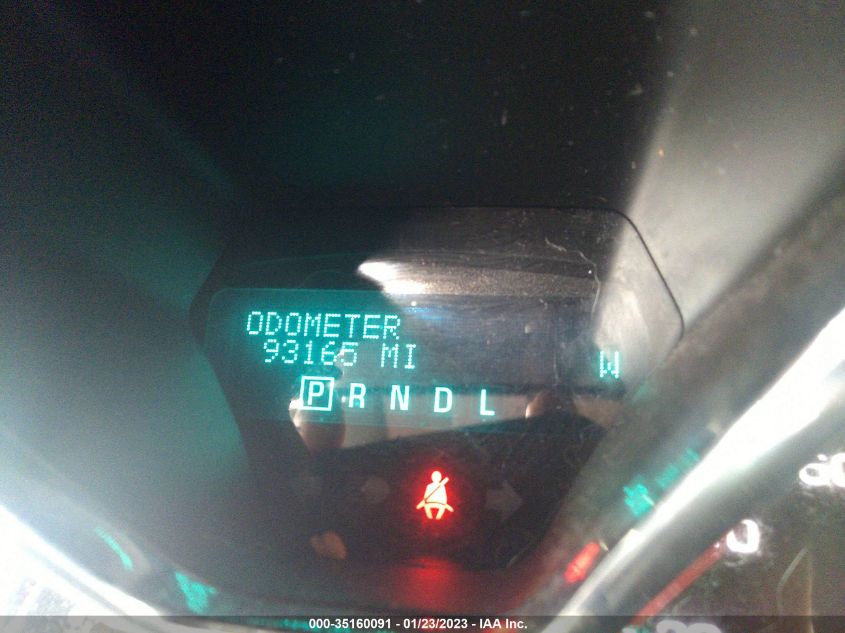 ODOMETER
93165 MI
W
P R N D L
000-35160091 - 01/23/2023 - IAA Inc.